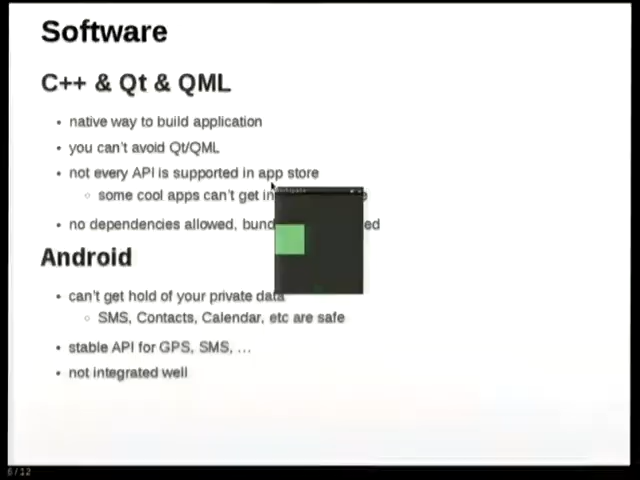 Software
C++ & Qt & QML
• native way to build application
• you can't avoid Qt/QML
• not every API is supported in app store
◦ some cool apps can't get in
• no dependencies allowed, bund ed
Android
• can't get hold of your private data
◦ SMS, Contacts, Calendar, etc are safe
• stable API for GPS, SMS, …
• not integrated well
6 / 12